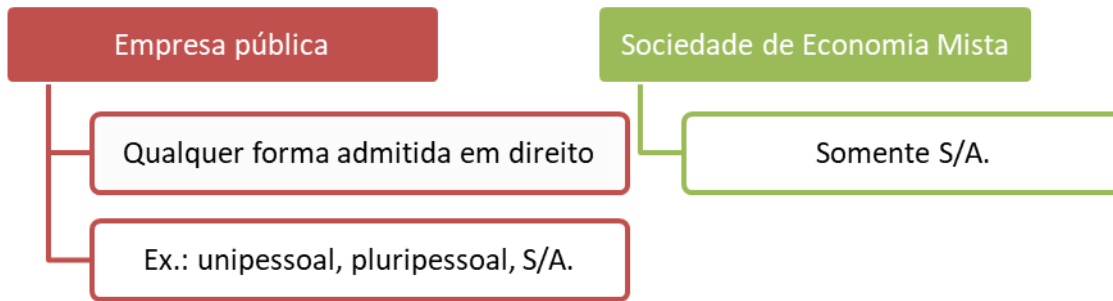 Empresa pública
Qualquer forma admitida em direito
Ex.: unipessoal, pluripessoal, S/A.
Sociedade de Economia Mista
Somente S/A.